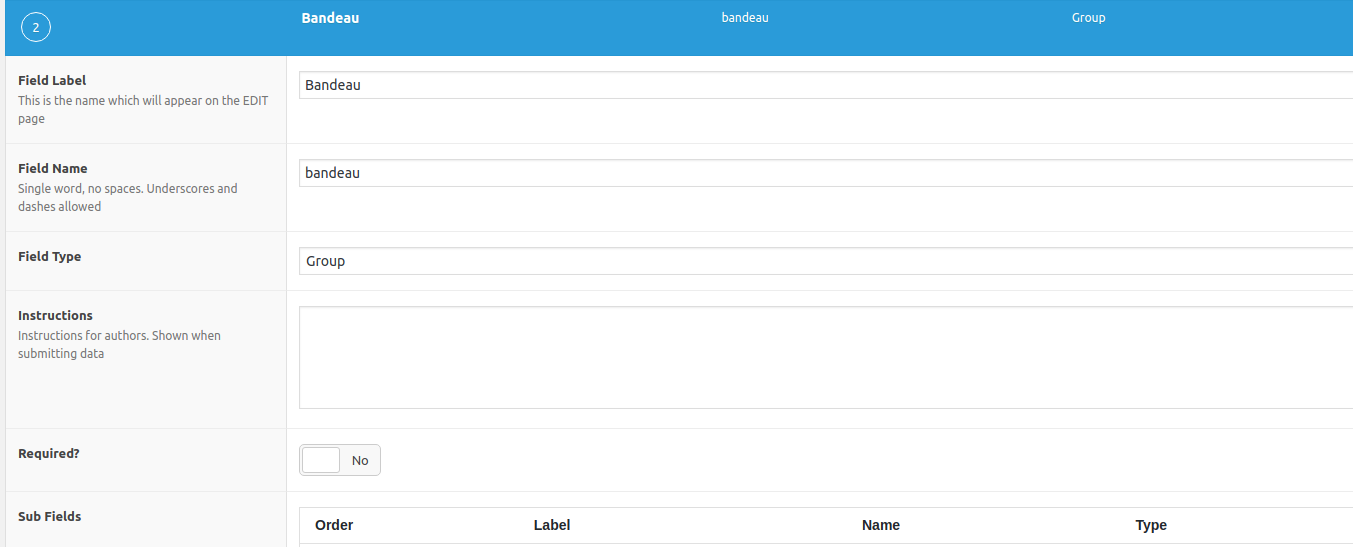 2 Bandeau bandeau Group
Field Label
This is the name which will appear on the EDIT
page
Bandeau
Field Name
Single word, no spaces. Underscores and
dashes allowed
bandeau
Field Type
Group
Instructions
Instructions for authors. Shown when
submitting data
Required?
No
Sub Fields
Order Label Name Type